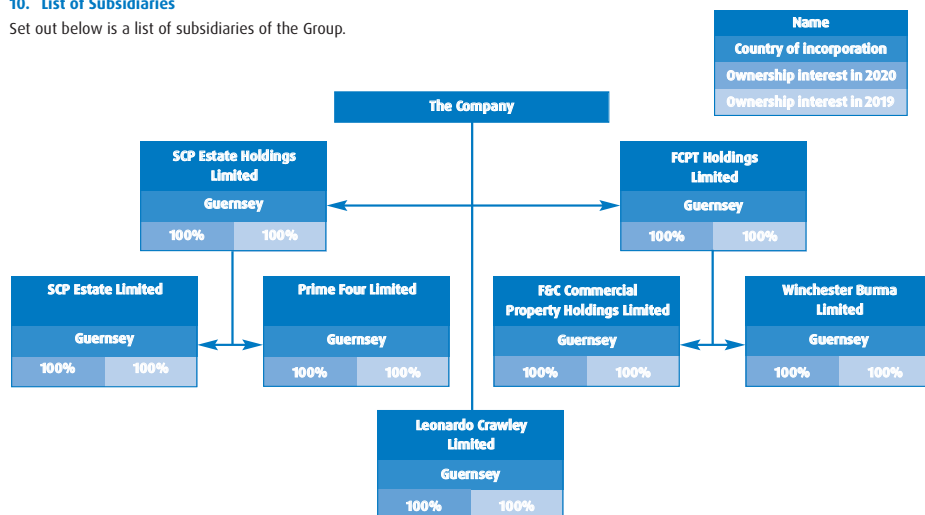 10. List of Subsidiaries
Set out below is a list of subsidiaries of the Group.
Name
Country of incorporation
Ownership interest in 2020
Ownership interest in 2019
The Company
SCP Estate Holdings
Limited
Guernsey
100% 100%
FCPT Holdings
Limited
Guernsey
100% 100%
SCP Estate Limited
Guernsey
100% 100%
Prime Four Limited
Guernsey
100% 100%
F&C Commercial
Property Holdings Limited
Guernsey
100% 100%
Winchester Burma
Limited
Guernsey
100% 100%
Leonardo Crawley
Limited
Guernsey
100% 100%